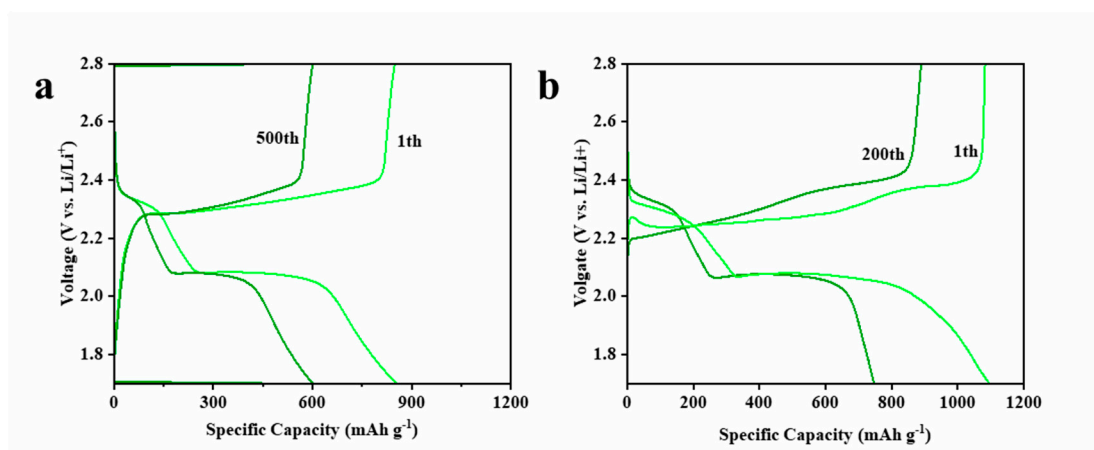 a
2.8
2.6
2.4
2.2
2.0
1.8
Voltage (V vs. Li/Li⁺)
500th
1th
0
300
600
900
1200
Specific Capacity (mAh g⁻¹)
b
2.8
2.6
2.4
2.2
2.0
1.8
Volgate (V vs. Li/Li+)
200th
1th
0
200
400
600
800
1000
1200
Specific Capacity (mAh g⁻¹)